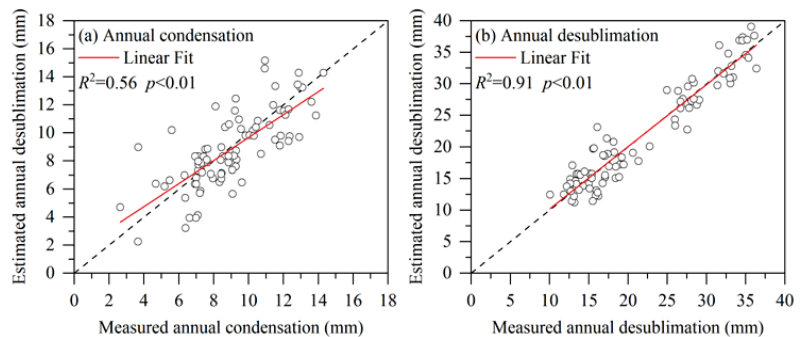 (a) Annual condensation
Linear Fit
R²=0.56 p<0.01
Estimated annual desublimation (mm)
18
16
14
12
10
8
6
4
2
0
0 2 4 6 8 10 12 14 16 18
Measured annual condensation (mm)
(b) Annual desublimation
Linear Fit
R²=0.91 p<0.01
Estimated annual desublimation (mm)
40
35
30
25
20
15
10
5
0
0 5 10 15 20 25 30 35 40
Measured annual desublimation (mm)